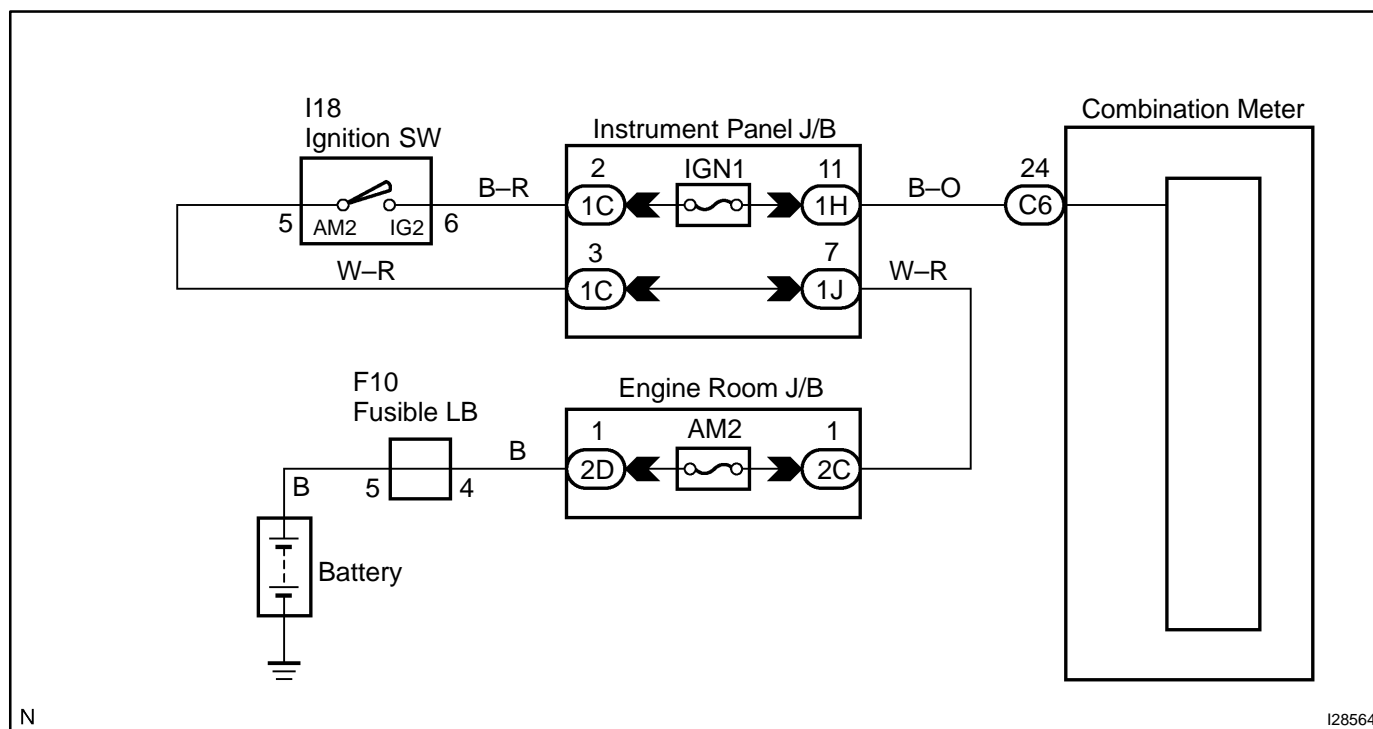 I18
Ignition SW
Instrument Panel J/B
Combination Meter
2
IGN1
11
24
B–R
1C
1H
B–O
C6
5
AM2
IG2
6
W–R
3
7
W–R
1C
1J
F10
Fusible LB
Engine Room J/B
1
AM2
1
B
2D
2C
B
5
4
Battery
N
I28564